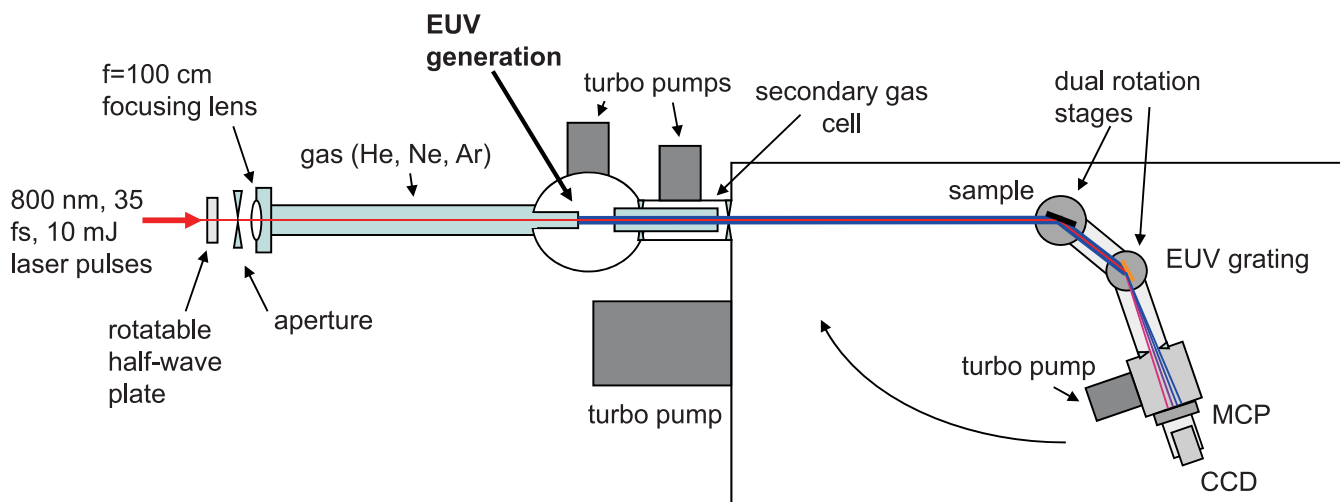 EUV
generation
f=100 cm
focusing lens
turbo pumps
secondary gas
cell
dual rotation
stages
gas (He, Ne, Ar)
sample
800 nm, 35
fs, 10 mJ
laser pulses
EUV grating
aperture
rotatable
half-wave
plate
turbo pump
turbo pump
MCP
CCD